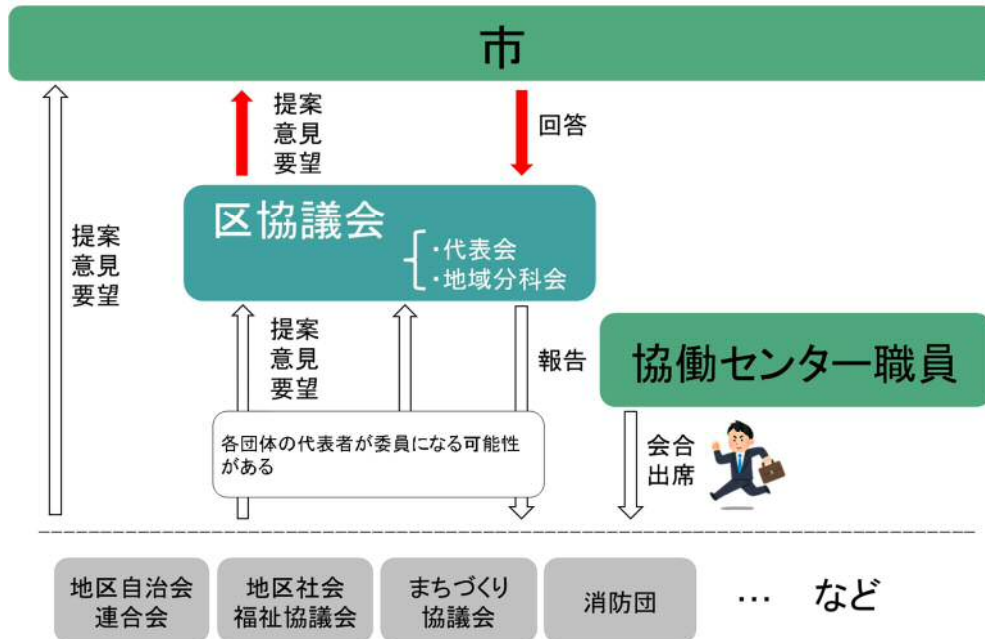 市
提案
意見
要望
回答
提案
意見
要望
区協議会
・代表会
・地域分科会
提案
意見
要望
報告
協働センター職員
各団体の代表者が委員になる可能性
がある
会合
出席
地区自治会
連合会
地区社会
福祉協議会
まちづくり
協議会
消防団
… など